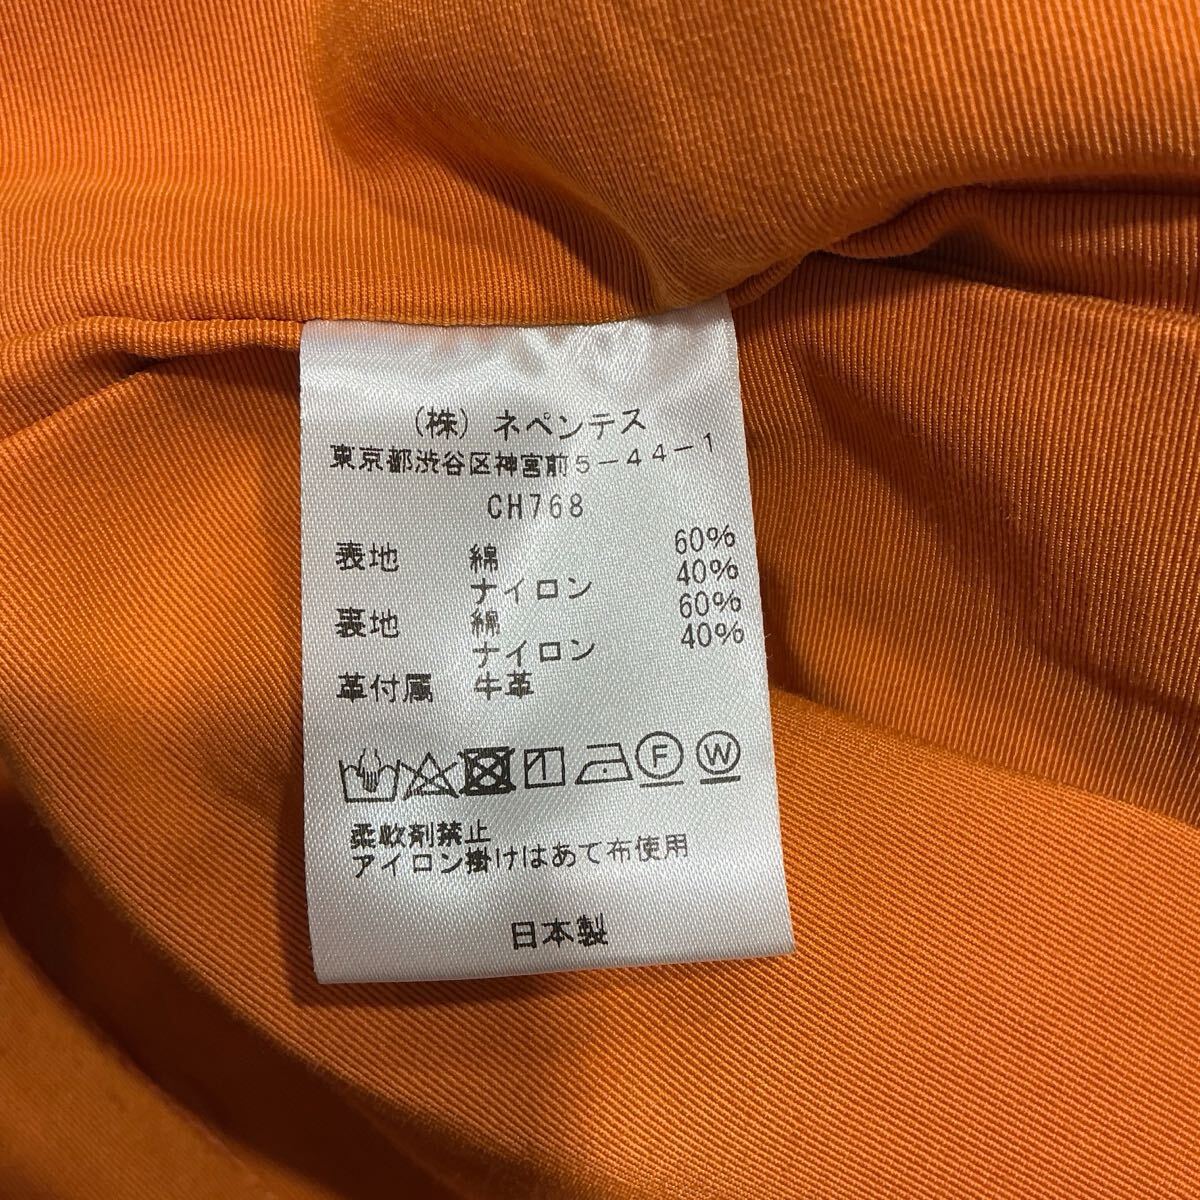 (株) ネペンテス
東京都渋谷区神宮前5-44-1
CH768
表地 綿 60%
ナイロン 40%
裏地 綿 60%
ナイロン 40%
革付属 牛革
F W
柔軟剤禁止
アイロン掛けはあて布使用
日本製